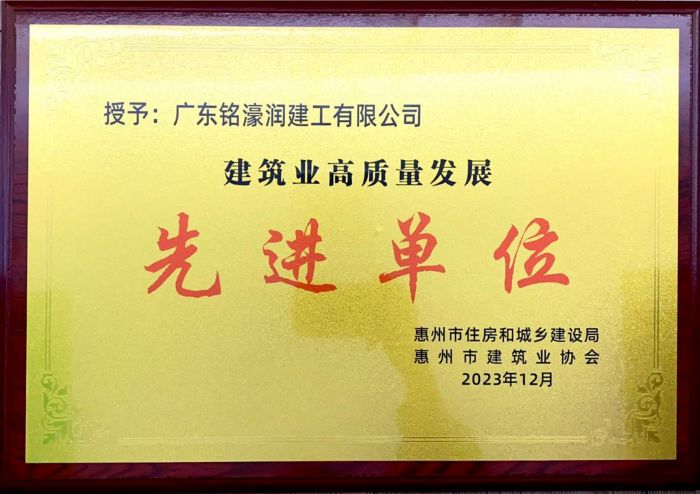 授予：广东铭濠润建工有限公司
建筑业高质量发展
先进单位
惠州市住房和城乡建设局
惠州市建筑业协会
2023年12月